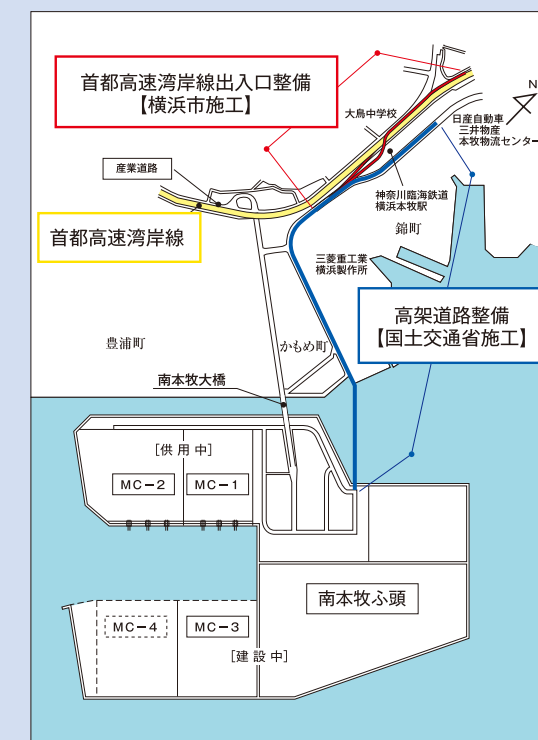 首都高速湾岸線出入口整備
【横浜市施工】
大鳥中学校
N
日産自動車
三井物産
本牧物流センター
産業道路
神奈川臨海鉄道
横浜本牧駅
首都高速湾岸線
錦町
三菱重工業
横浜製作所
高架道路整備
【国土交通省施工】
豊浦町
かもめ町
南本牧大橋
[供用中]
MC-2
MC-1
南本牧ふ頭
MC-4
MC-3
[建設中]